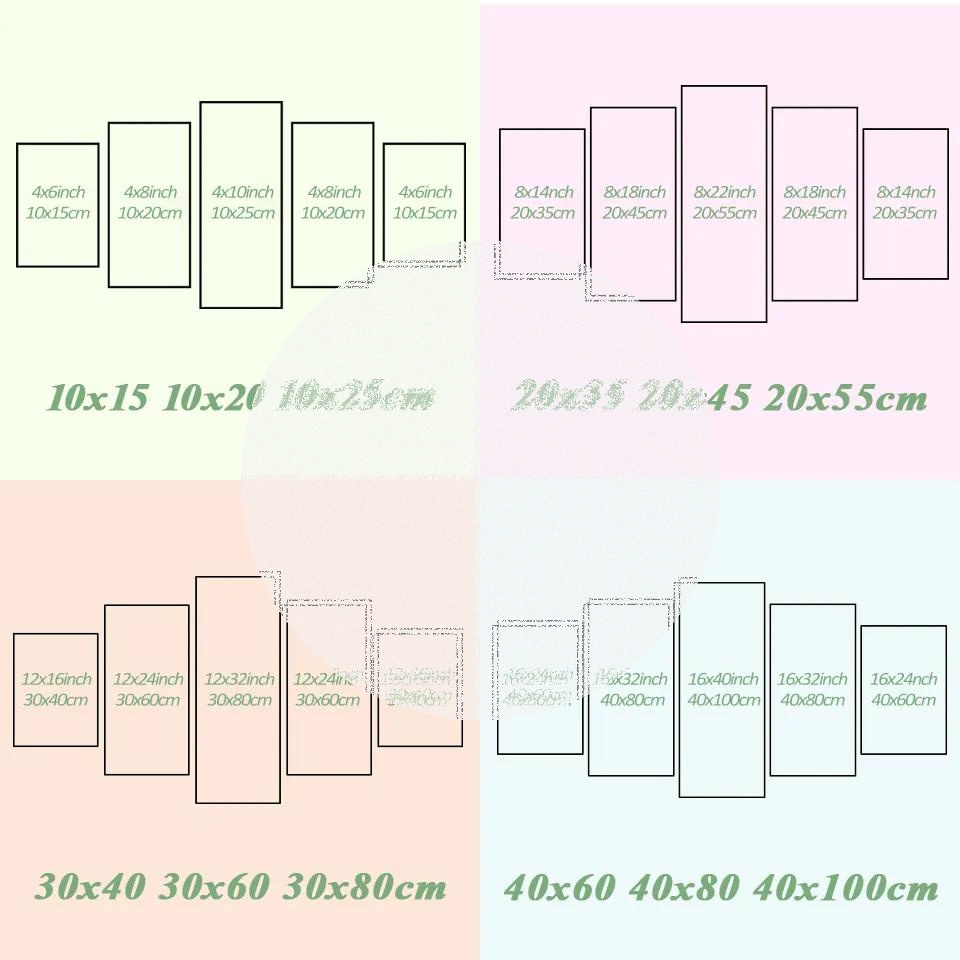 4x6inch
10x15cm
4x8inch
10x20cm
4x10inch
10x25cm
4x8inch
10x20cm
4x6inch
10x15cm
10x15 10x20 10x25cm
8x14nch
20x35cm
8x18inch
20x45cm
8x22inch
20x55cm
8x18inch
20x45cm
8x14nch
20x35cm
20x35 20x45 20x55cm
12x16inch
30x40cm
12x24inch
30x60cm
12x32inch
30x80cm
12x24inch
30x60cm
12x16inch
30x40cm
30x40 30x60 30x80cm
16x24inch
40x60cm
16x32inch
40x80cm
16x40inch
40x100cm
16x32inch
40x80cm
16x24inch
40x60cm
40x60 40x80 40x100cm